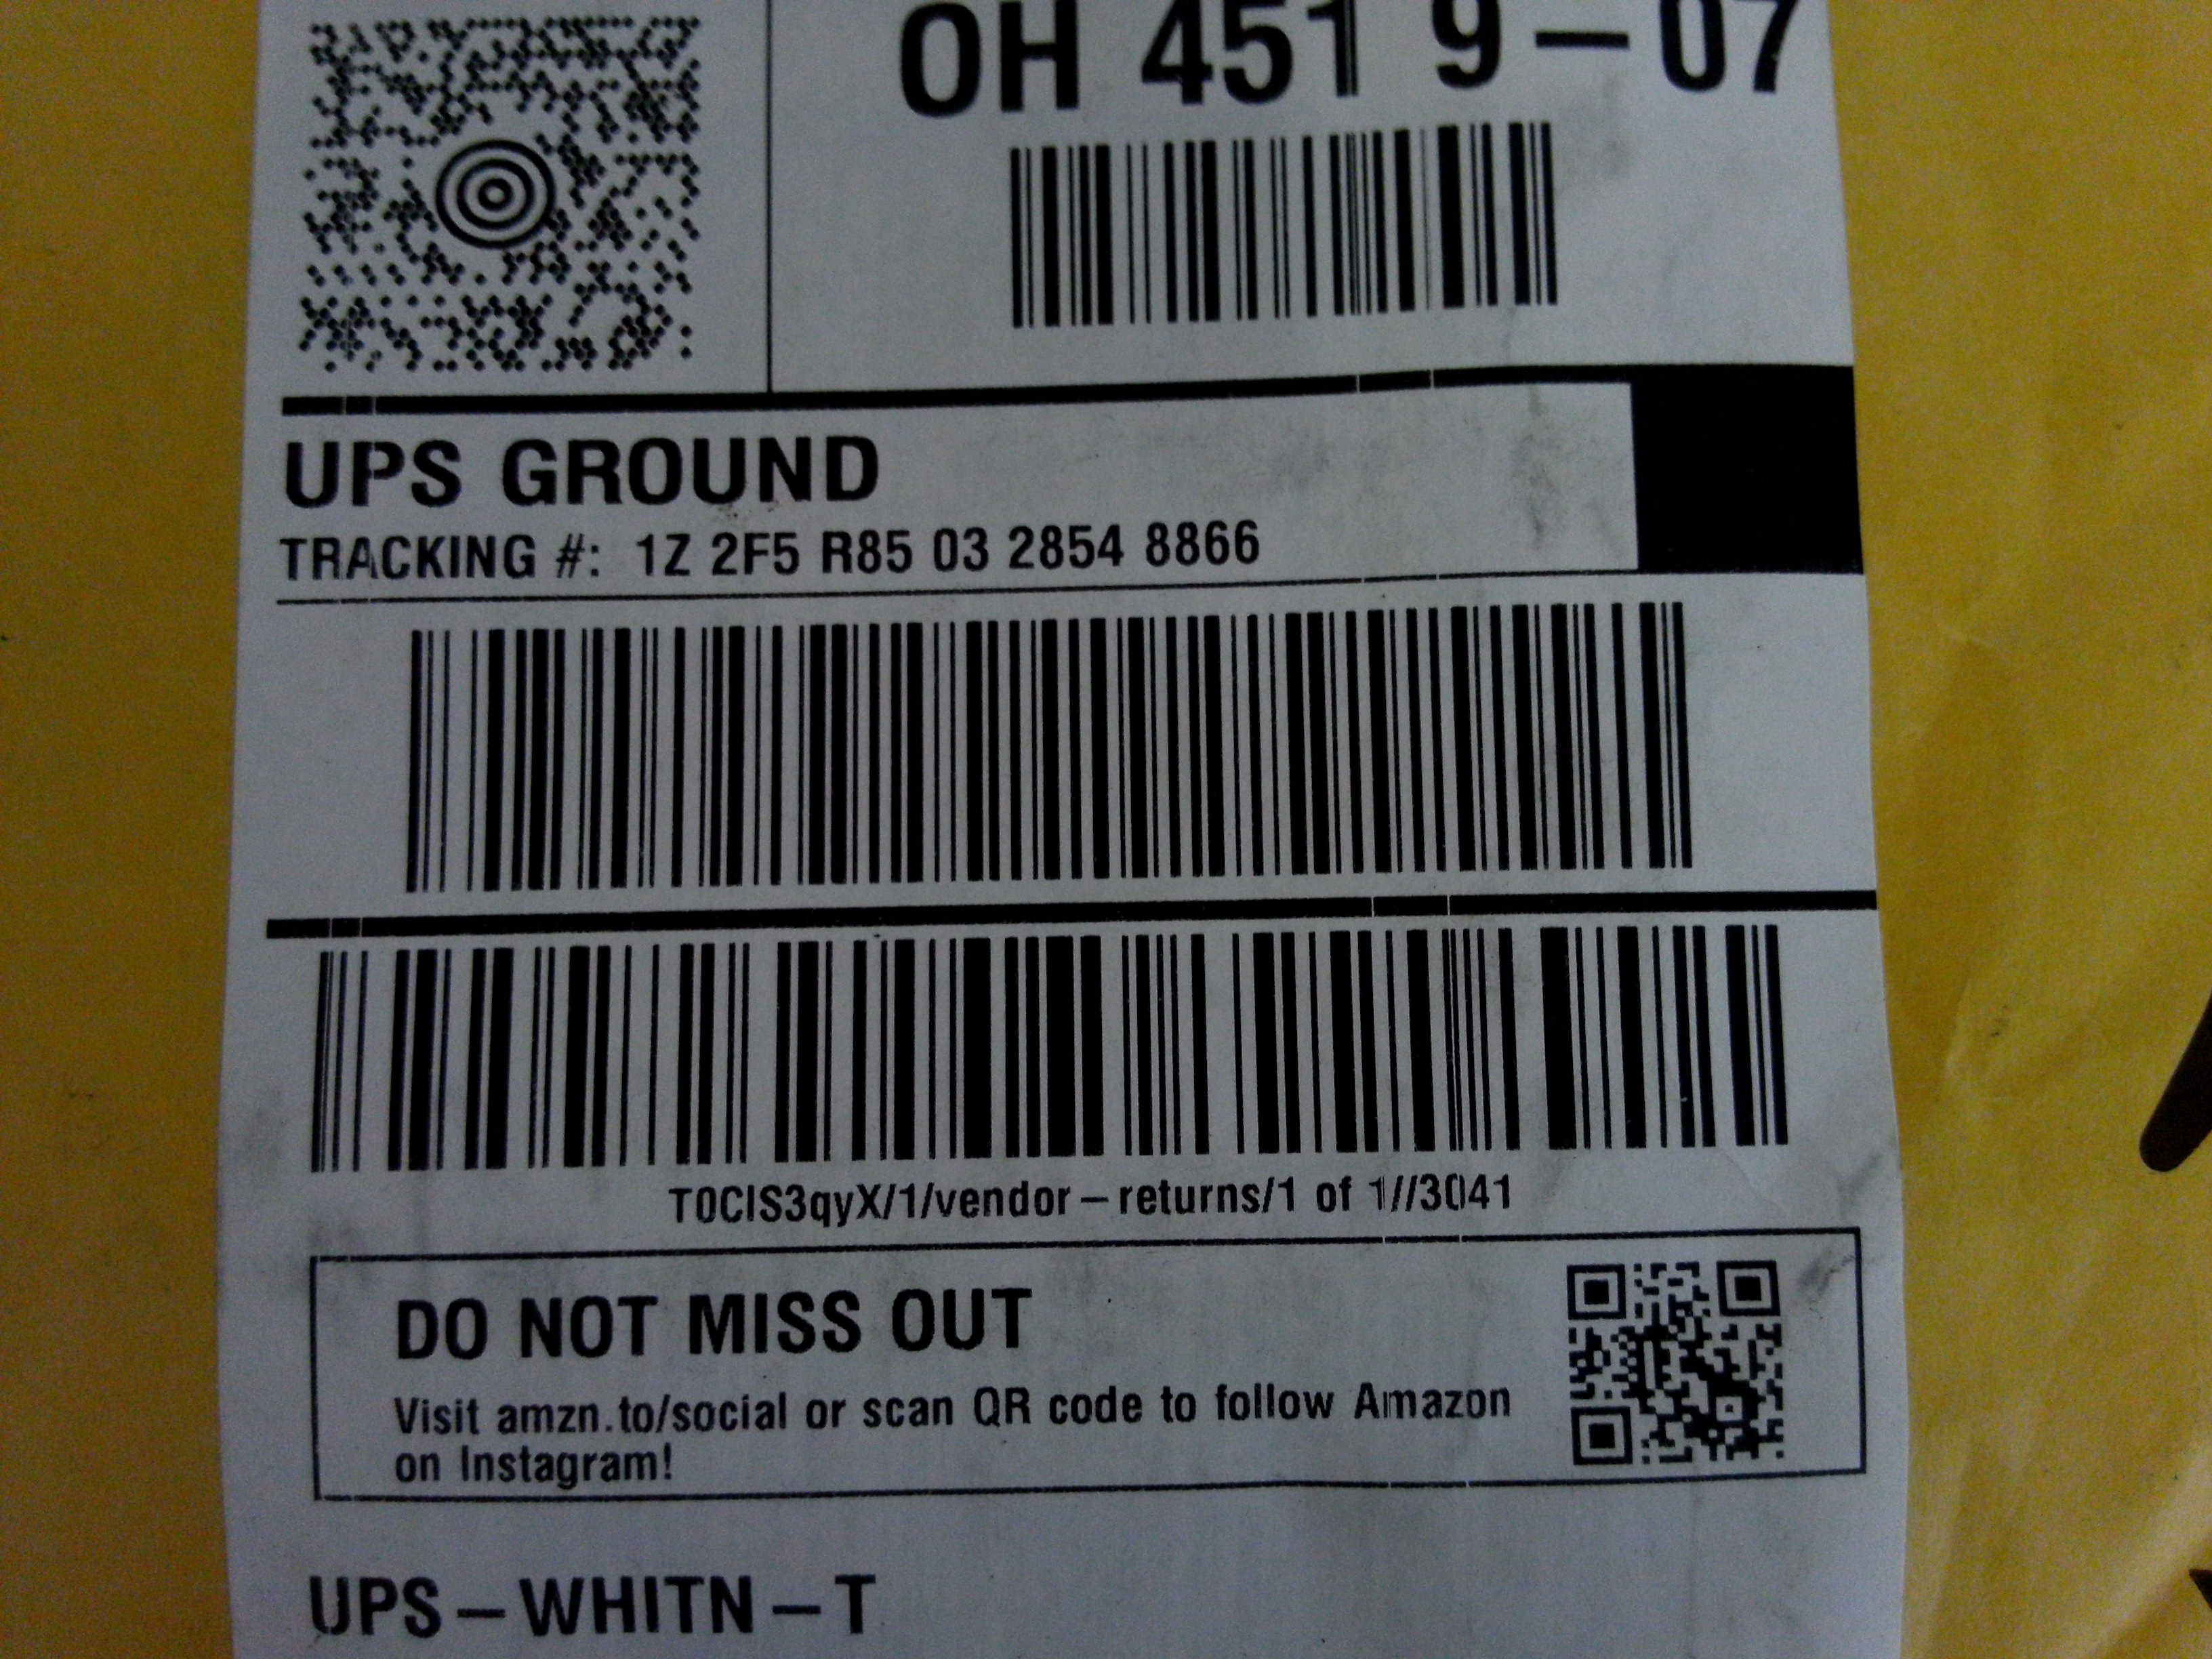 OH 451 9-07
UPS GROUND
TRACKING #: 1Z 2F5 R85 03 2854 8866
T0CIS3qyX/1/vendor-returns/1 of 1//3041
DO NOT MISS OUT
Visit amzn.to/social or scan QR code to follow Amazon
on Instagram!
UPS-WHITN-T